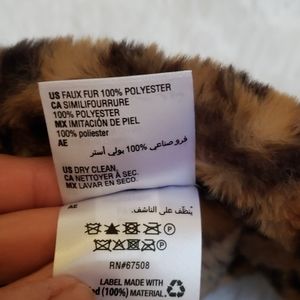 US FAUX FUR 100% POLYESTER
CA SIMILIFOURRURE
100% POLYESTER
MX IMITACIÓN DE PIEL
100% poliester
AE
فرو صناعي 100% بولي أستر
US DRY CLEAN.
CA NETTOYER À SEC.
MX LAVAR EN SECO.
AE
يُنظف على الناشف.
RN#67508
LABEL MADE WITH
(100%) MATERIAL.